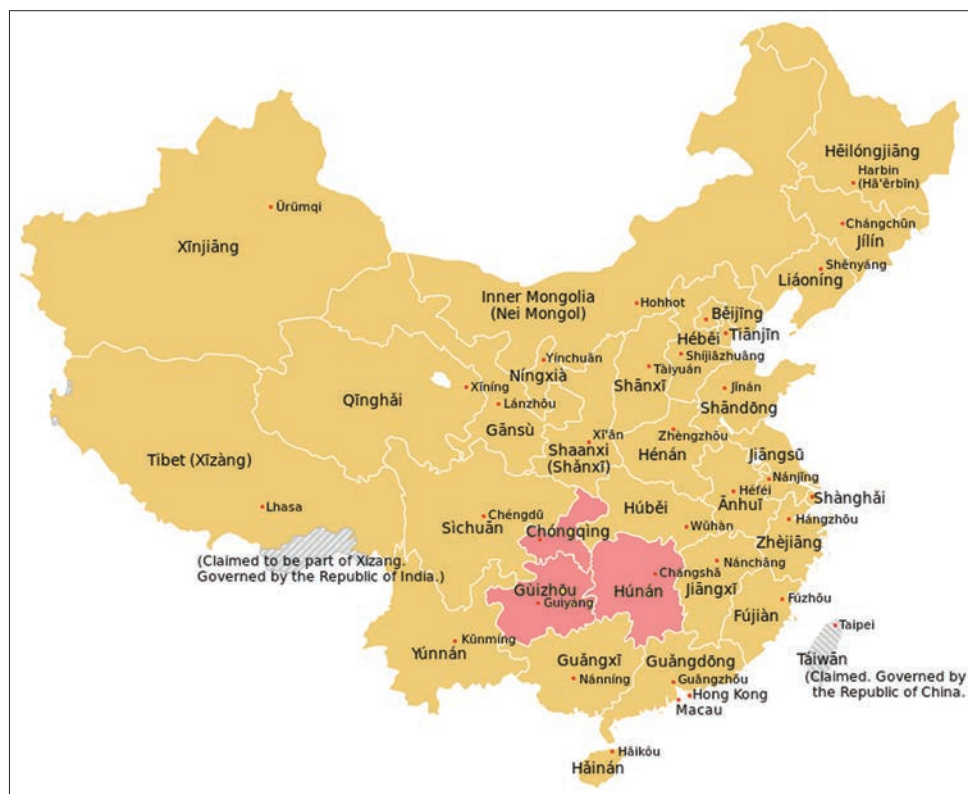 Hēilóngjiāng
Harbin
(Hā'ěrbīn)
Ürümqi
Chángchūn
Jílín
Xīnjiāng
Shěnyáng
Liáoníng
Inner Mongolia
(Nei Mongol)
Hohhot
Běijīng
Tiānjīn
Héběi
Shíjiāzhuāng
Yínchuān
Níngxià
Tàiyuán
Shānxī
Xīníng
Jǐnán
Qīnghǎi
Lánzhōu
Shāndōng
Gānsù
Xī'ān
Zhèngzhōu
Shaanxi
(Shǎnxī)
Hénán
Jiāngsū
Tibet (Xīzàng)
Nánjīng
Héféi
Shànghǎi
Ānhuī
Lhasa
Chéngdū
Sìchuān
Húběi
Hángzhōu
Chóngqìng
Wǔhàn
Zhèjiāng
(Claimed to be part of Xizang.
Governed by the Republic of India.)
Nánchāng
Chángshā
Gùizhōu
Húnán
Jiāngxī
Guìyáng
Fúzhōu
Fújiàn
Taipei
Kūnmíng
Yúnnán
Guǎngxī
Guǎngdōng
Táiwān
(Claimed. Governed by
the Republic of China.
Nánníng
Guǎngzhōu
Hong Kong
Macau
Hǎikǒu
Hǎinán